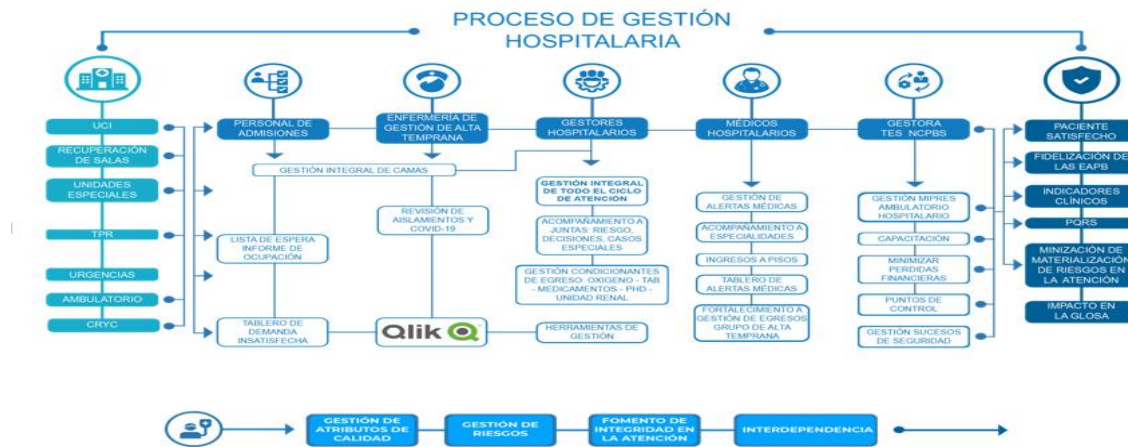 PROCESO DE GESTIÓN
HOSPITALARIA
UCI
RECUPERACIÓN
DE SALAS
UNIDADES
ESPECIALES
TPR
URGENCIAS
AMBULATORIO
CRYC
PERSONAL DE
ADMISIONES
ENFERMERÍA DE
GESTIÓN DE ALTA
TEMPRANA
GESTORES
HOSPITALARIOS
MÉDICOS
HOSPITALARIOS
GESTORA
TES NCPBS
GESTIÓN INTEGRAL DE CAMAS
LISTA DE ESPERA
INFORME DE
OCUPACIÓN
TABLERO DE
DEMANDA
INSATISFECHA
REVISIÓN DE
AISLAMIENTOS Y
COVID-19
Qlik
GESTIÓN INTEGRAL
DE TODO EL CICLO
DE ATENCIÓN
ACOMPAÑAMIENTO A
JUNTAS: RIESGO,
DECISIONES, CASOS
ESPECIALES
GESTIÓN CONDICIONANTES
DE EGRESO: OXIGENO - TAB
- MEDICAMENTOS - PHD -
UNIDAD RENAL
HERRAMIENTAS DE
GESTIÓN
GESTIÓN DE
ALERTAS MÉDICAS
ACOMPAÑAMIENTO A
ESPECIALIDADES
INGRESOS A PISOS
TABLERO DE
ALERTAS MÉDICAS
FORTALECIMIENTO A
GESTIÓN DE EGRESOS
GRUPO DE ALTA
TEMPRANA
GESTIÓN MIPRES
AMBULATORIO
HOSPITALARIO
CAPACITACIÓN
MINIMIZAR
PERDIDAS
FINANCIERAS
PUNTOS DE
CONTROL
GESTIÓN SUCESOS
DE SEGURIDAD
PACIENTE
SATISFECHO
FIDELIZACIÓN DE
LAS EAPB
INDICADORES
CLÍNICOS
PQRS
MINIZACIÓN DE
MATERIALIZACIÓN
DE RIESGOS EN
LA ATENCIÓN
IMPACTO EN
LA GLOSA
GESTIÓN DE
ATRIBUTOS DE
CALIDAD
GESTIÓN DE
RIESGOS
FOMENTO DE
INTEGRIDAD EN
LA ATENCIÓN
INTERDEPENDENCIA